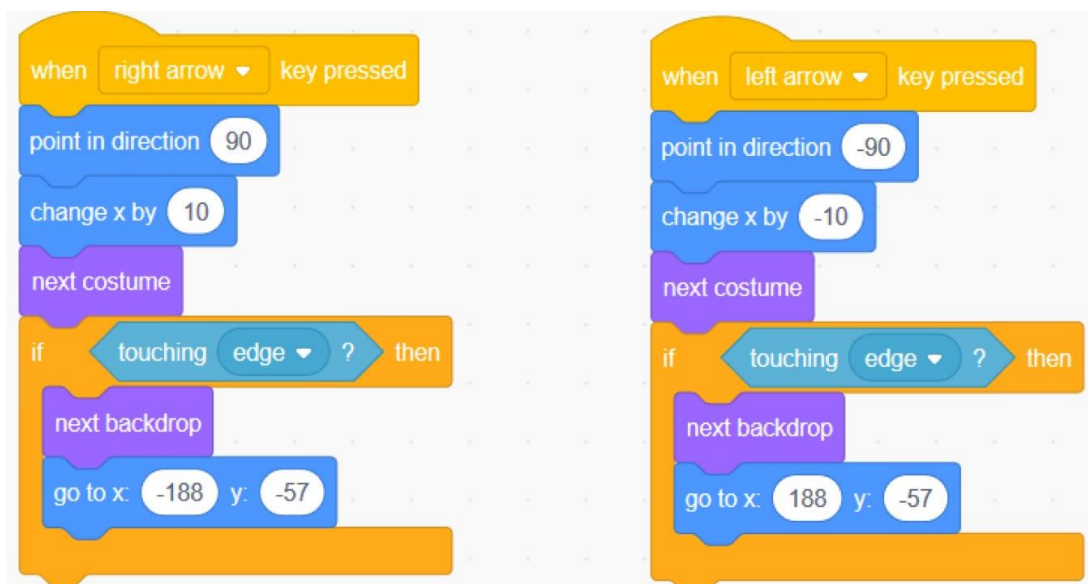 when right arrow key pressed
point in direction 90
change x by 10
next costume
if touching edge ? then
next backdrop
go to x: -188 y: -57
when left arrow key pressed
point in direction -90
change x by -10
next costume
if touching edge ? then
next backdrop
go to x: 188 y: -57